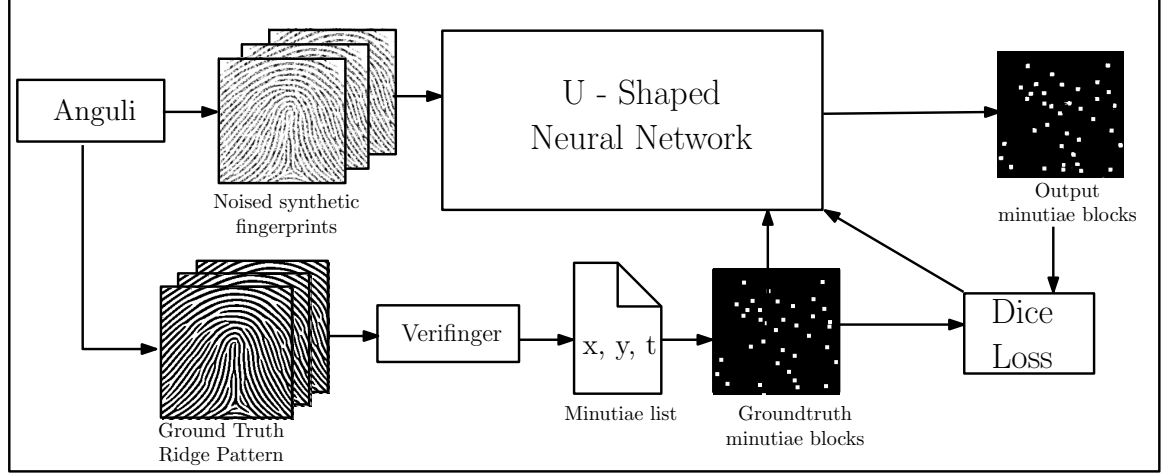 Anguli
U - Shaped
Neural Network
Noised synthetic
fingerprints
Output
minutiae blocks
Verifinger
x, y, t
Dice
Loss
Ground Truth
Ridge Pattern
Minutiae list
Groundtruth
minutiae blocks